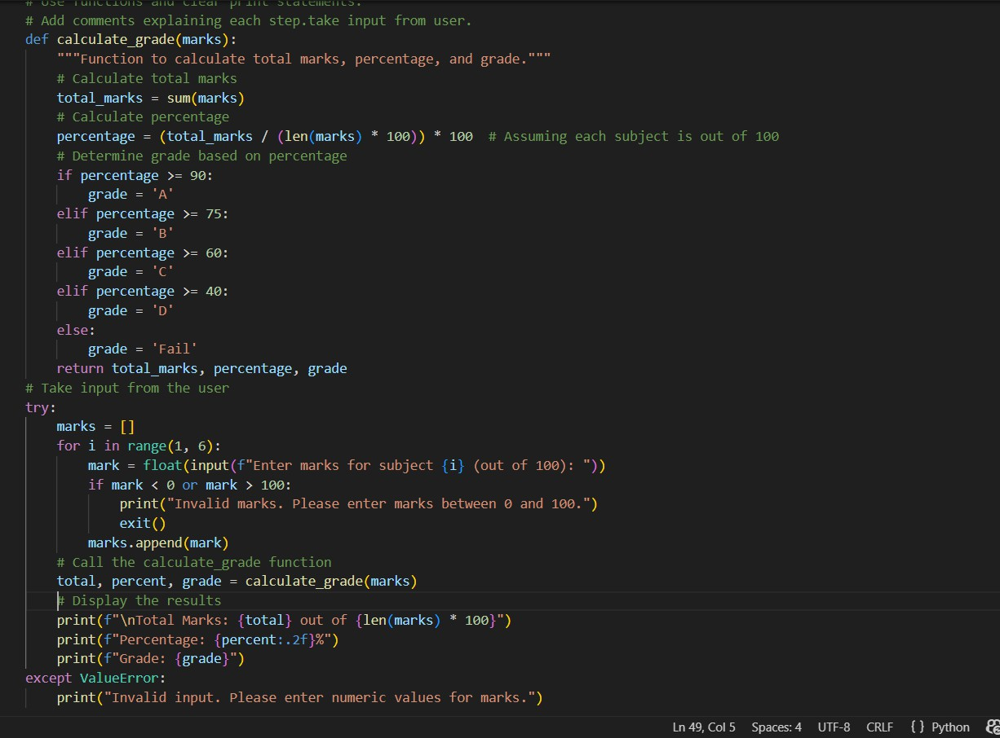 # Use functions and clear print statements.
# Add comments explaining each step.take input from user.
def calculate_grade(marks):
    """Function to calculate total marks, percentage, and grade."""
    # Calculate total marks
    total_marks = sum(marks)
    # Calculate percentage
    percentage = (total_marks / (len(marks) * 100)) * 100  # Assuming each subject is out of 100
    # Determine grade based on percentage
    if percentage >= 90:
        grade = 'A'
    elif percentage >= 75:
        grade = 'B'
    elif percentage >= 60:
        grade = 'C'
    elif percentage >= 40:
        grade = 'D'
    else:
        grade = 'Fail'
    return total_marks, percentage, grade
# Take input from the user
try:
    marks = []
    for i in range(1, 6):
        mark = float(input(f"Enter marks for subject {i} (out of 100): "))
        if mark < 0 or mark > 100:
            print("Invalid marks. Please enter marks between 0 and 100.")
            exit()
        marks.append(mark)
    # Call the calculate_grade function
    total, percent, grade = calculate_grade(marks)
    # Display the results
    print(f"\nTotal Marks: {total} out of {len(marks) * 100}")
    print(f"Percentage: {percent:.2f}%")
    print(f"Grade: {grade}")
except ValueError:
    print("Invalid input. Please enter numeric values for marks.")
Ln 49, Col 5 Spaces: 4 UTF-8 CRLF {} Python